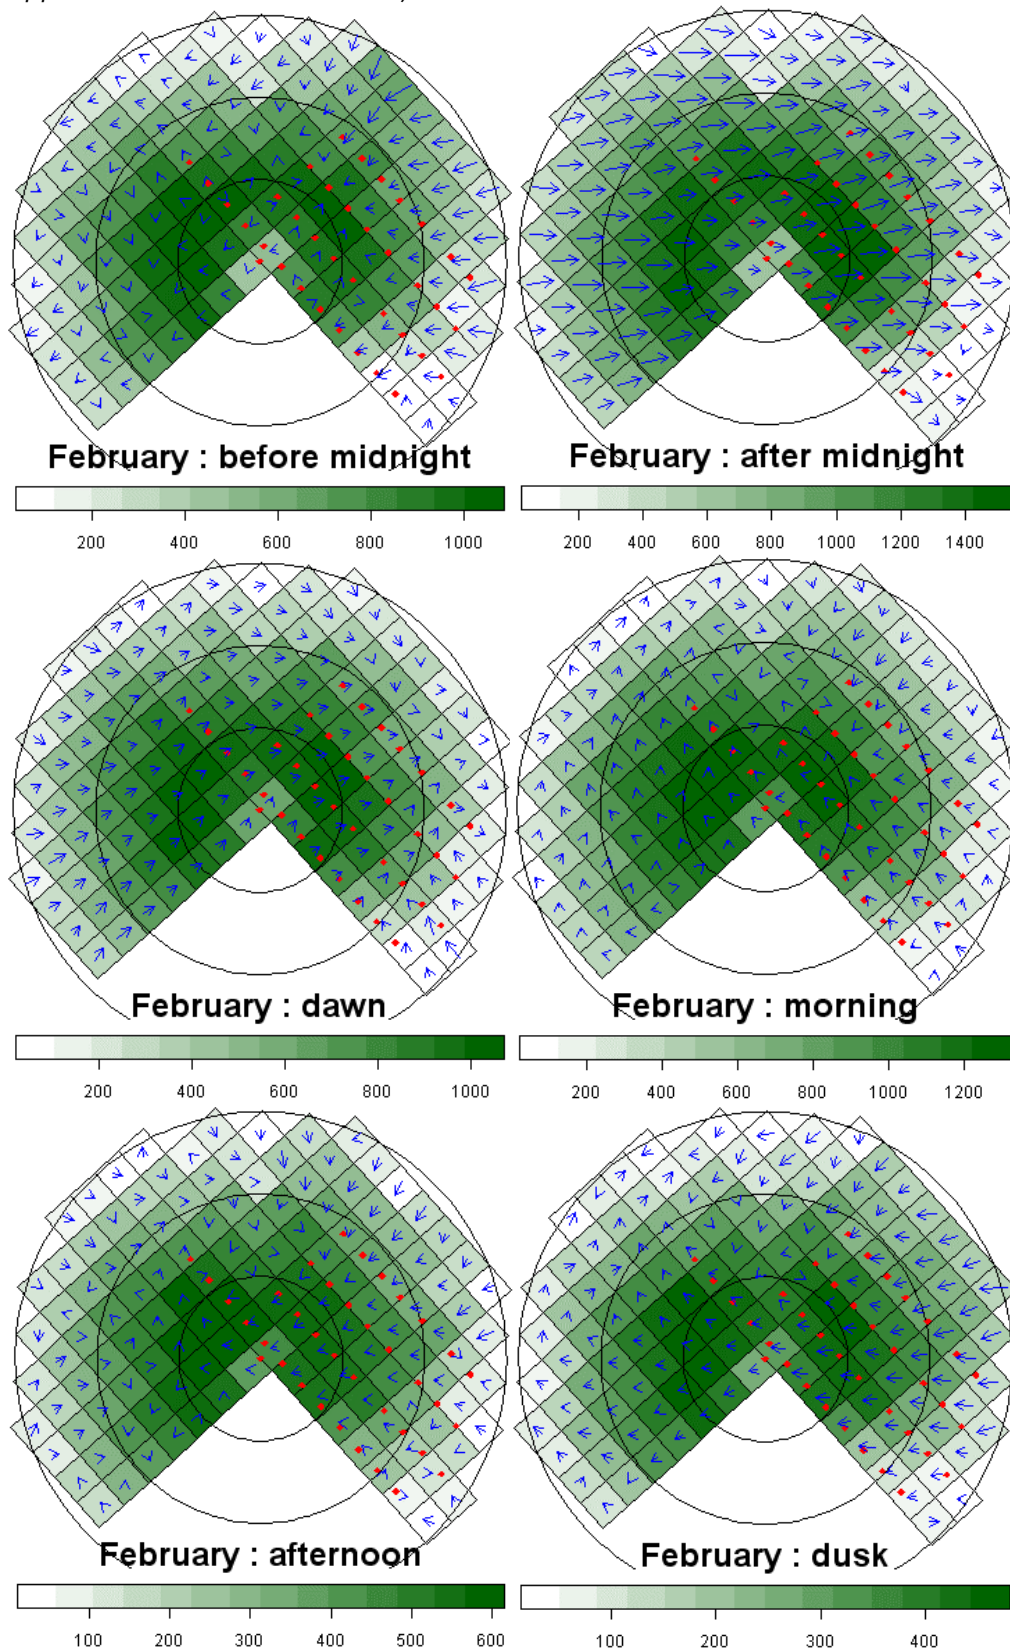 February : before midnight
February : after midnight
200 400 600 800 1000
200 400 600 800 1000 1200 1400
February : dawn
February : morning
200 400 600 800 1000
200 400 600 800 1000 1200
February : afternoon
February : dusk
100 200 300 400 500 600
100 200 300 400